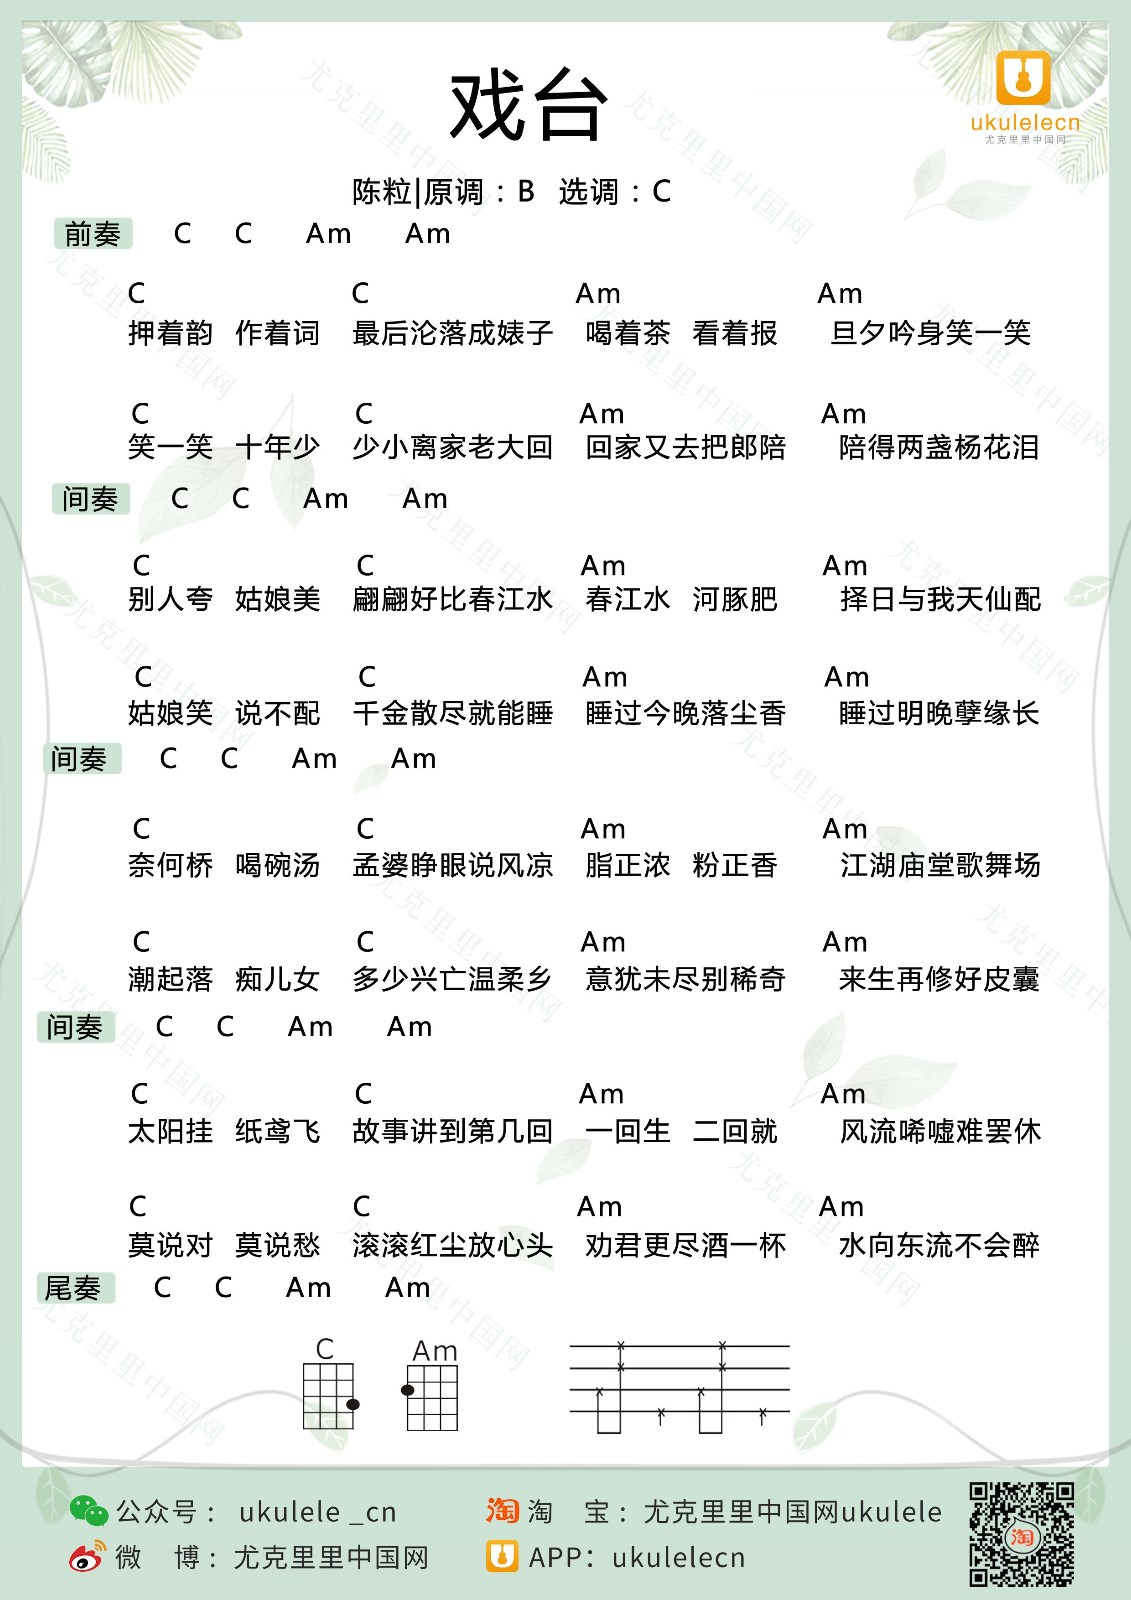 戏台
ukulelecn
尤克里里中国网
陈粒|原调：B 选调：C
前奏 C C Am Am
C C Am Am
押着韵 作着词 最后沦落成婊子 喝着茶 看着报 旦夕吟身笑一笑
C C Am Am
笑一笑 十年少 少小离家老大回 回家又去把郎陪 陪得两盏杨花泪
间奏 C C Am Am
C C Am Am
别人夸 姑娘美 翩翩好比春江水 春江水 河豚肥 择日与我天仙配
C C Am Am
姑娘笑 说不配 千金散尽就能睡 睡过今晚落尘香 睡过明晚孽缘长
间奏 C C Am Am
C C Am Am
奈何桥 喝碗汤 孟婆睁眼说风凉 脂正浓 粉正香 江湖庙堂歌舞场
C C Am Am
潮起落 痴儿女 多少兴亡温柔乡 意犹未尽别稀奇 来生再修好皮囊
间奏 C C Am Am
C C Am Am
太阳挂 纸鸢飞 故事讲到第几回 一回生 二回就 风流唏嘘难罢休
C C Am Am
莫说对 莫说愁 滚滚红尘放心头 劝君更尽酒一杯 水向东流不会醉
尾奏 C C Am Am
C Am
公众号： ukulele _cn 淘 淘 宝：尤克里里中国网ukulele
微 博：尤克里里中国网 APP：ukulelecn
淘